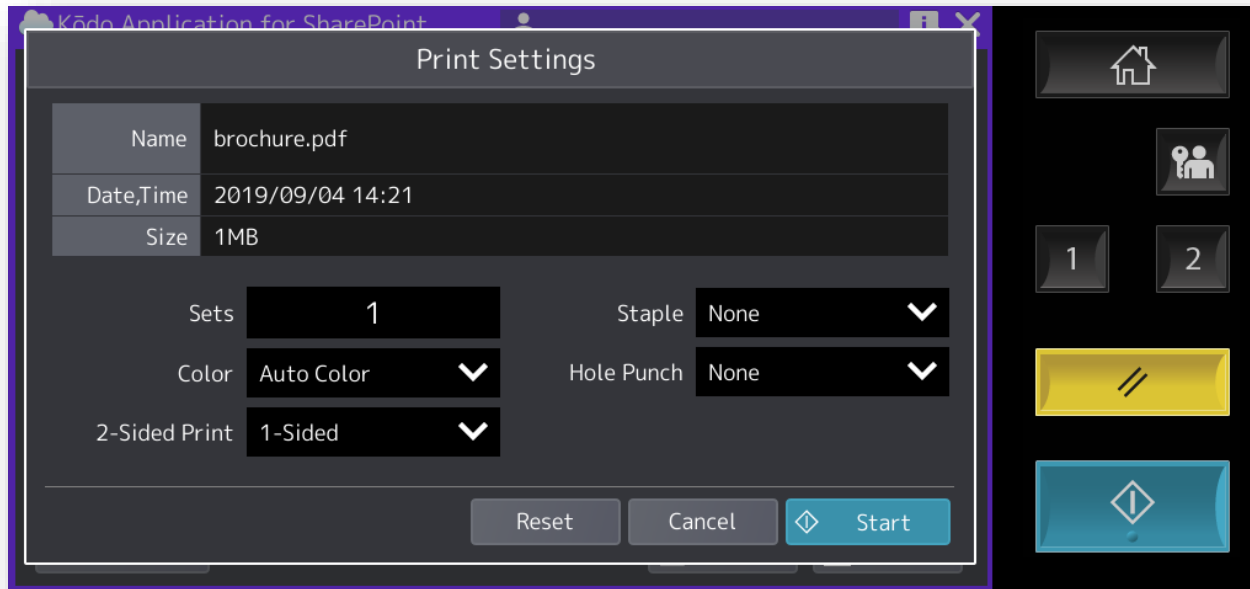 Kōdo Application for SharePoint
Print Settings
Name brochure.pdf
Date,Time 2019/09/04 14:21
Size 1MB
Sets 1 Staple None
Color Auto Color Hole Punch None
2-Sided Print 1-Sided
Reset Cancel Start
1 2